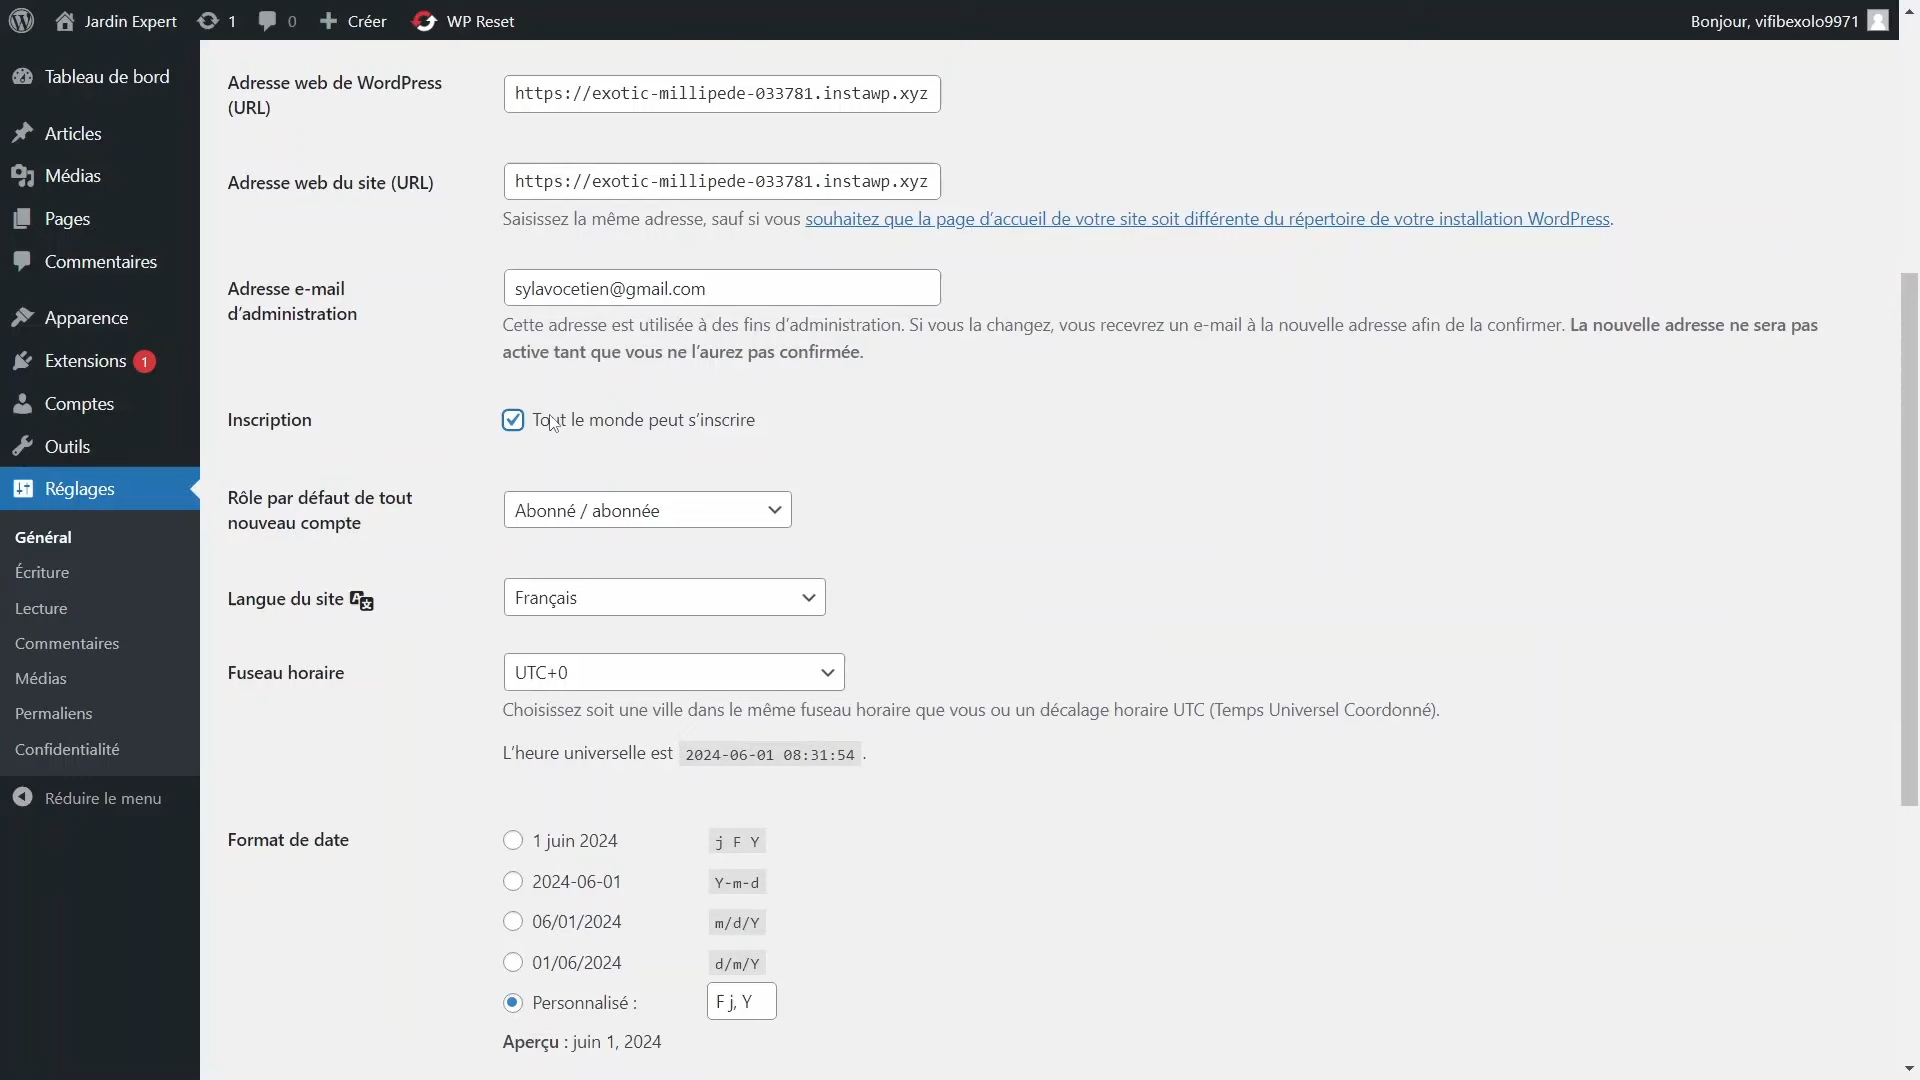 Jardin Expert 1 0 Créer WP Reset Bonjour, vifibexolo9971
Tableau de bord
Articles
Médias
Pages
Commentaires
Apparence
Extensions 1
Comptes
Outils
Réglages
Général
Écriture
Lecture
Commentaires
Médias
Permaliens
Confidentialité
Réduire le menu
Adresse web de WordPress
(URL)
https://exotic-millipede-033781.instawp.xyz
Adresse web du site (URL)
https://exotic-millipede-033781.instawp.xyz
Saisissez la même adresse, sauf si vous souhaitez que la page d’accueil de votre site soit différente du répertoire de votre installation WordPress.
Adresse e-mail
d’administration
sylavocetien@gmail.com
Cette adresse est utilisée à des fins d’administration. Si vous la changez, vous recevrez un e-mail à la nouvelle adresse afin de la confirmer. La nouvelle adresse ne sera pas
active tant que vous ne l’aurez pas confirmée.
Inscription
Tout le monde peut s’inscrire
Rôle par défaut de tout
nouveau compte
Abonné / abonnée
Langue du site
Français
Fuseau horaire
UTC+0
Choisissez soit une ville dans le même fuseau horaire que vous ou un décalage horaire UTC (Temps Universel Coordonné).
L’heure universelle est 2024-06-01 08:31:54 .
Format de date
1 juin 2024 j F Y
2024-06-01 Y-m-d
06/01/2024 m/d/Y
01/06/2024 d/m/Y
Personnalisé : F j, Y
Aperçu : juin 1, 2024